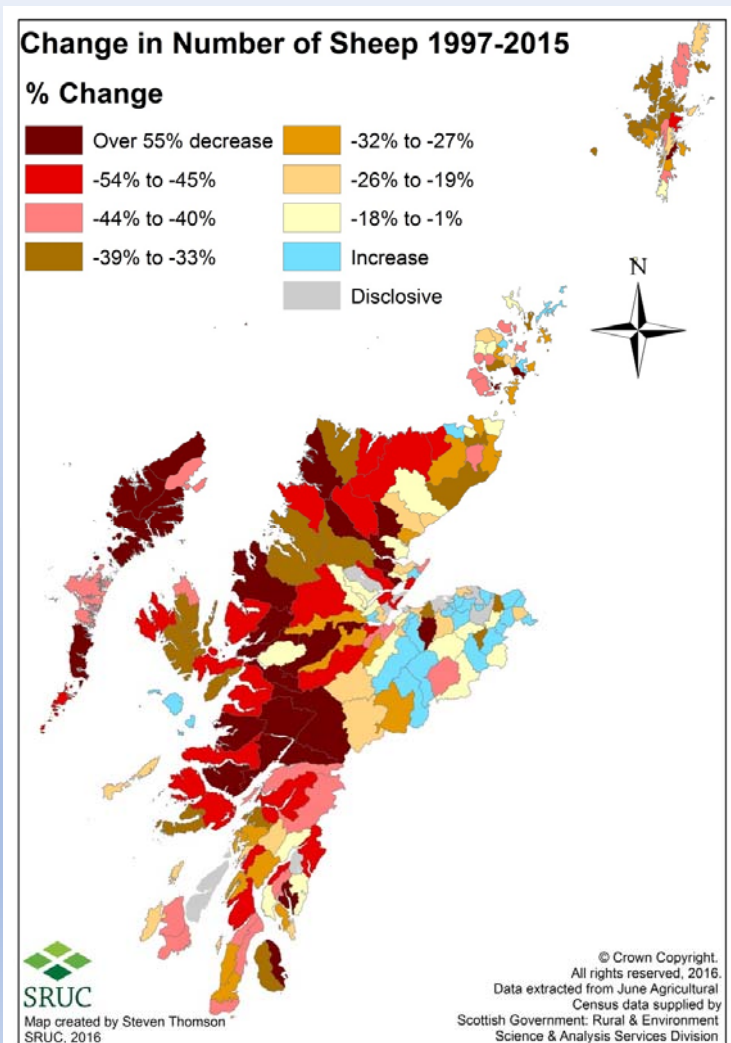 Change in Number of Sheep 1997-2015
% Change
Over 55% decrease
-54% to -45%
-44% to -40%
-39% to -33%
-32% to -27%
-26% to -19%
-18% to -1%
Increase
Disclosive
N
SRUC
Map created by Steven Thomson
SRUC, 2016
© Crown Copyright.
All rights reserved, 2016.
Data extracted from June Agricultural
Census data supplied by
Scottish Government: Rural & Environment
Science & Analysis Services Division